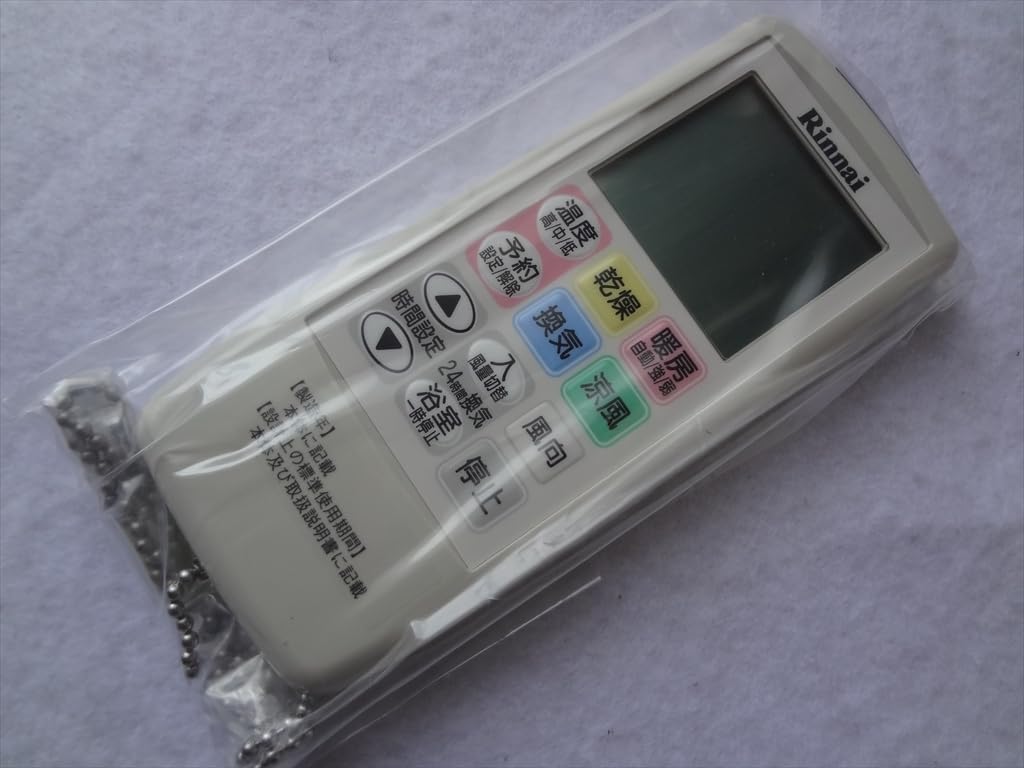 Rinnai
温度
高/中/低
乾燥
暖房
自動/強/弱
予約
設定/解除
換気
涼風
▲
▼
時間設定
入
風量切替
24時間換気
浴室
一時停止
風向
停止
【製造年】
本体に記載
【設計上の標準使用期間】
本体及び取扱説明書に記載